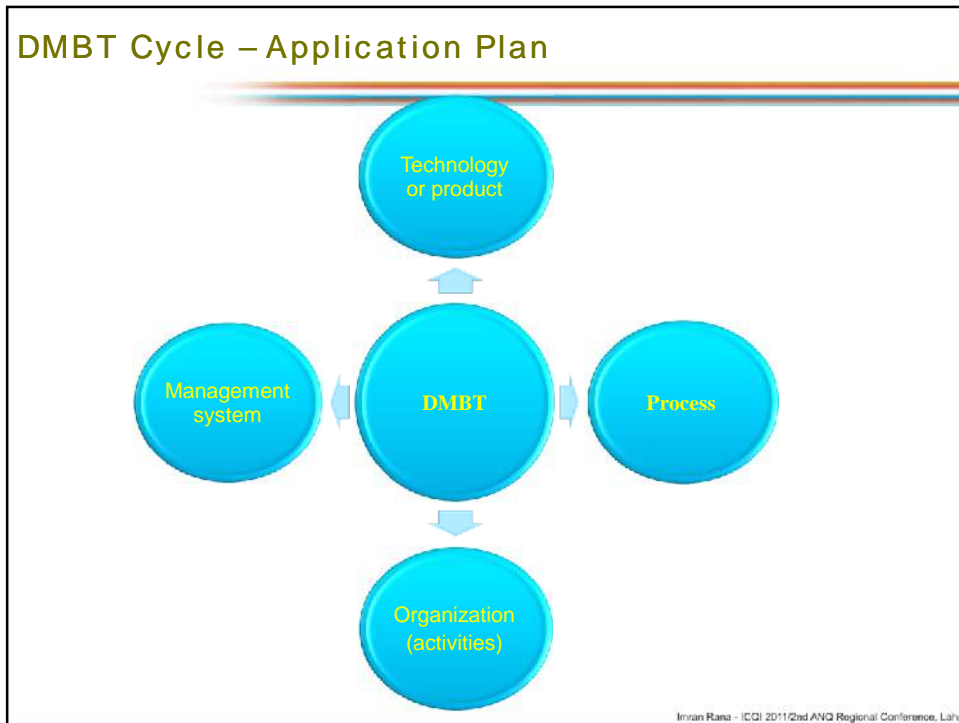 DMBT Cycle – Application Plan
Technology
or product
Management
system
DMBT
Process
Organization
(activities)
Imran Rana - ICQI 2011/2nd ANQ Regional Conference, Lah